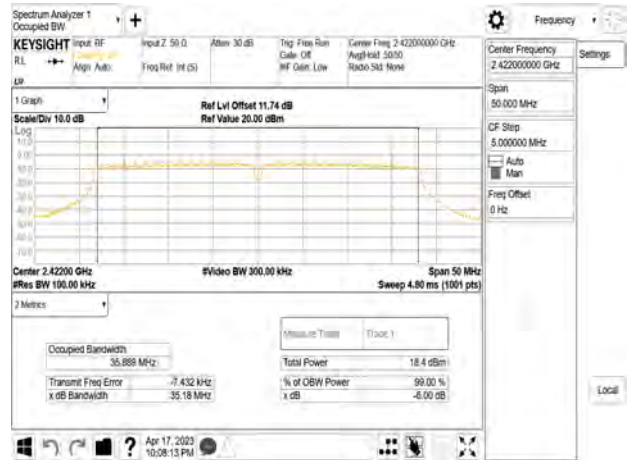 Spectrum Analyzer 1
Occupied BW
Frequency
KEYSIGHT
Input: RF
Input Z: 50 Ω
Atten: 30 dB
Trig: Free Run
Center Freq: 2.422000000 GHz
Gate: Off
Avg|Hold: 50/50
RL
Align: Auto
Freq Ref: Int (S)
#IF Gain: Low
Radio Std: None
Center Frequency
2.422000000 GHz
Settings
Span
50.000 MHz
CF Step
5.000000 MHz
Auto
Man
Freq Offset
0 Hz
Local
1 Graph
Scale/Div 10.0 dB
Ref Lvl Offset 11.74 dB
Ref Value 20.00 dBm
Log
Center 2.42200 GHz
#Video BW 300.00 kHz
Span 50 MHz
#Res BW 100.00 kHz
Sweep 4.80 ms (1001 pts)
2 Metrics
Measure Trace
Trace 1
Occupied Bandwidth
35.889 MHz
Total Power
18.4 dBm
Transmit Freq Error
-7.432 kHz
% of OBW Power
99.00 %
x dB Bandwidth
35.18 MHz
x dB
-6.00 dB
Apr 17, 2023
10:08:13 PM